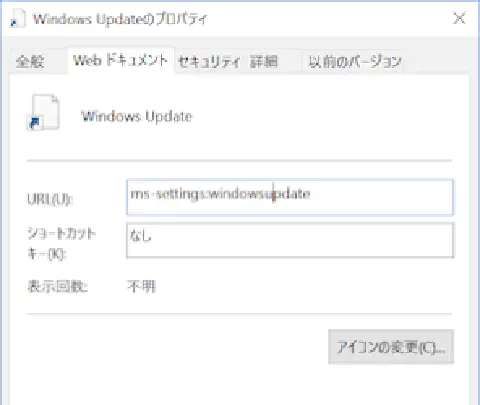 Windows Updateのプロパティ
全般 Web ドキュメント セキュリティ 詳細 以前のバージョン
Windows Update
URL(U): ms-settings:windowsupdate
ショートカット
キー(K): なし
表示回数: 不明
アイコンの変更(C)...